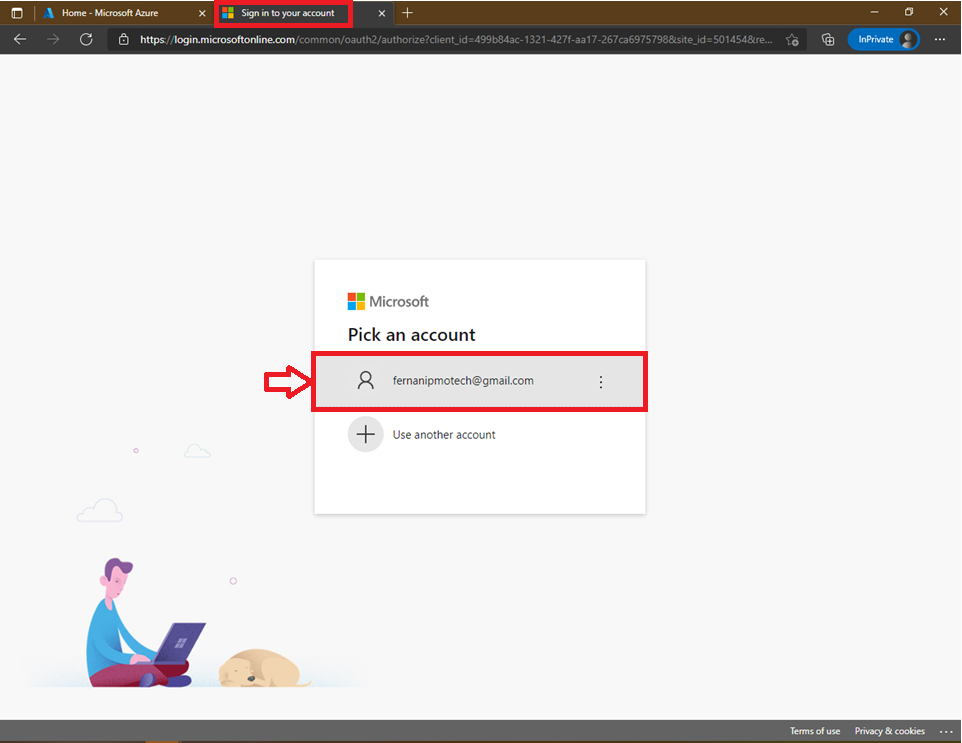 Home - Microsoft Azure
Sign in to your account
https://login.microsoftonline.com/common/oauth2/authorize?client_id=499b84ac-1321-427f-aa17-267ca6975798&site_id=501454&re...
InPrivate
Microsoft
Pick an account
fernanipmotech@gmail.com
Use another account
Terms of use
Privacy & cookies